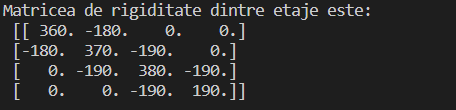 Matricea de rigiditate dintre etaje este:
[[ 360. -180. 0. 0.]
[-180. 370. -190. 0.]
[ 0. -190. 380. -190.]
[ 0. 0. -190. 190.]]